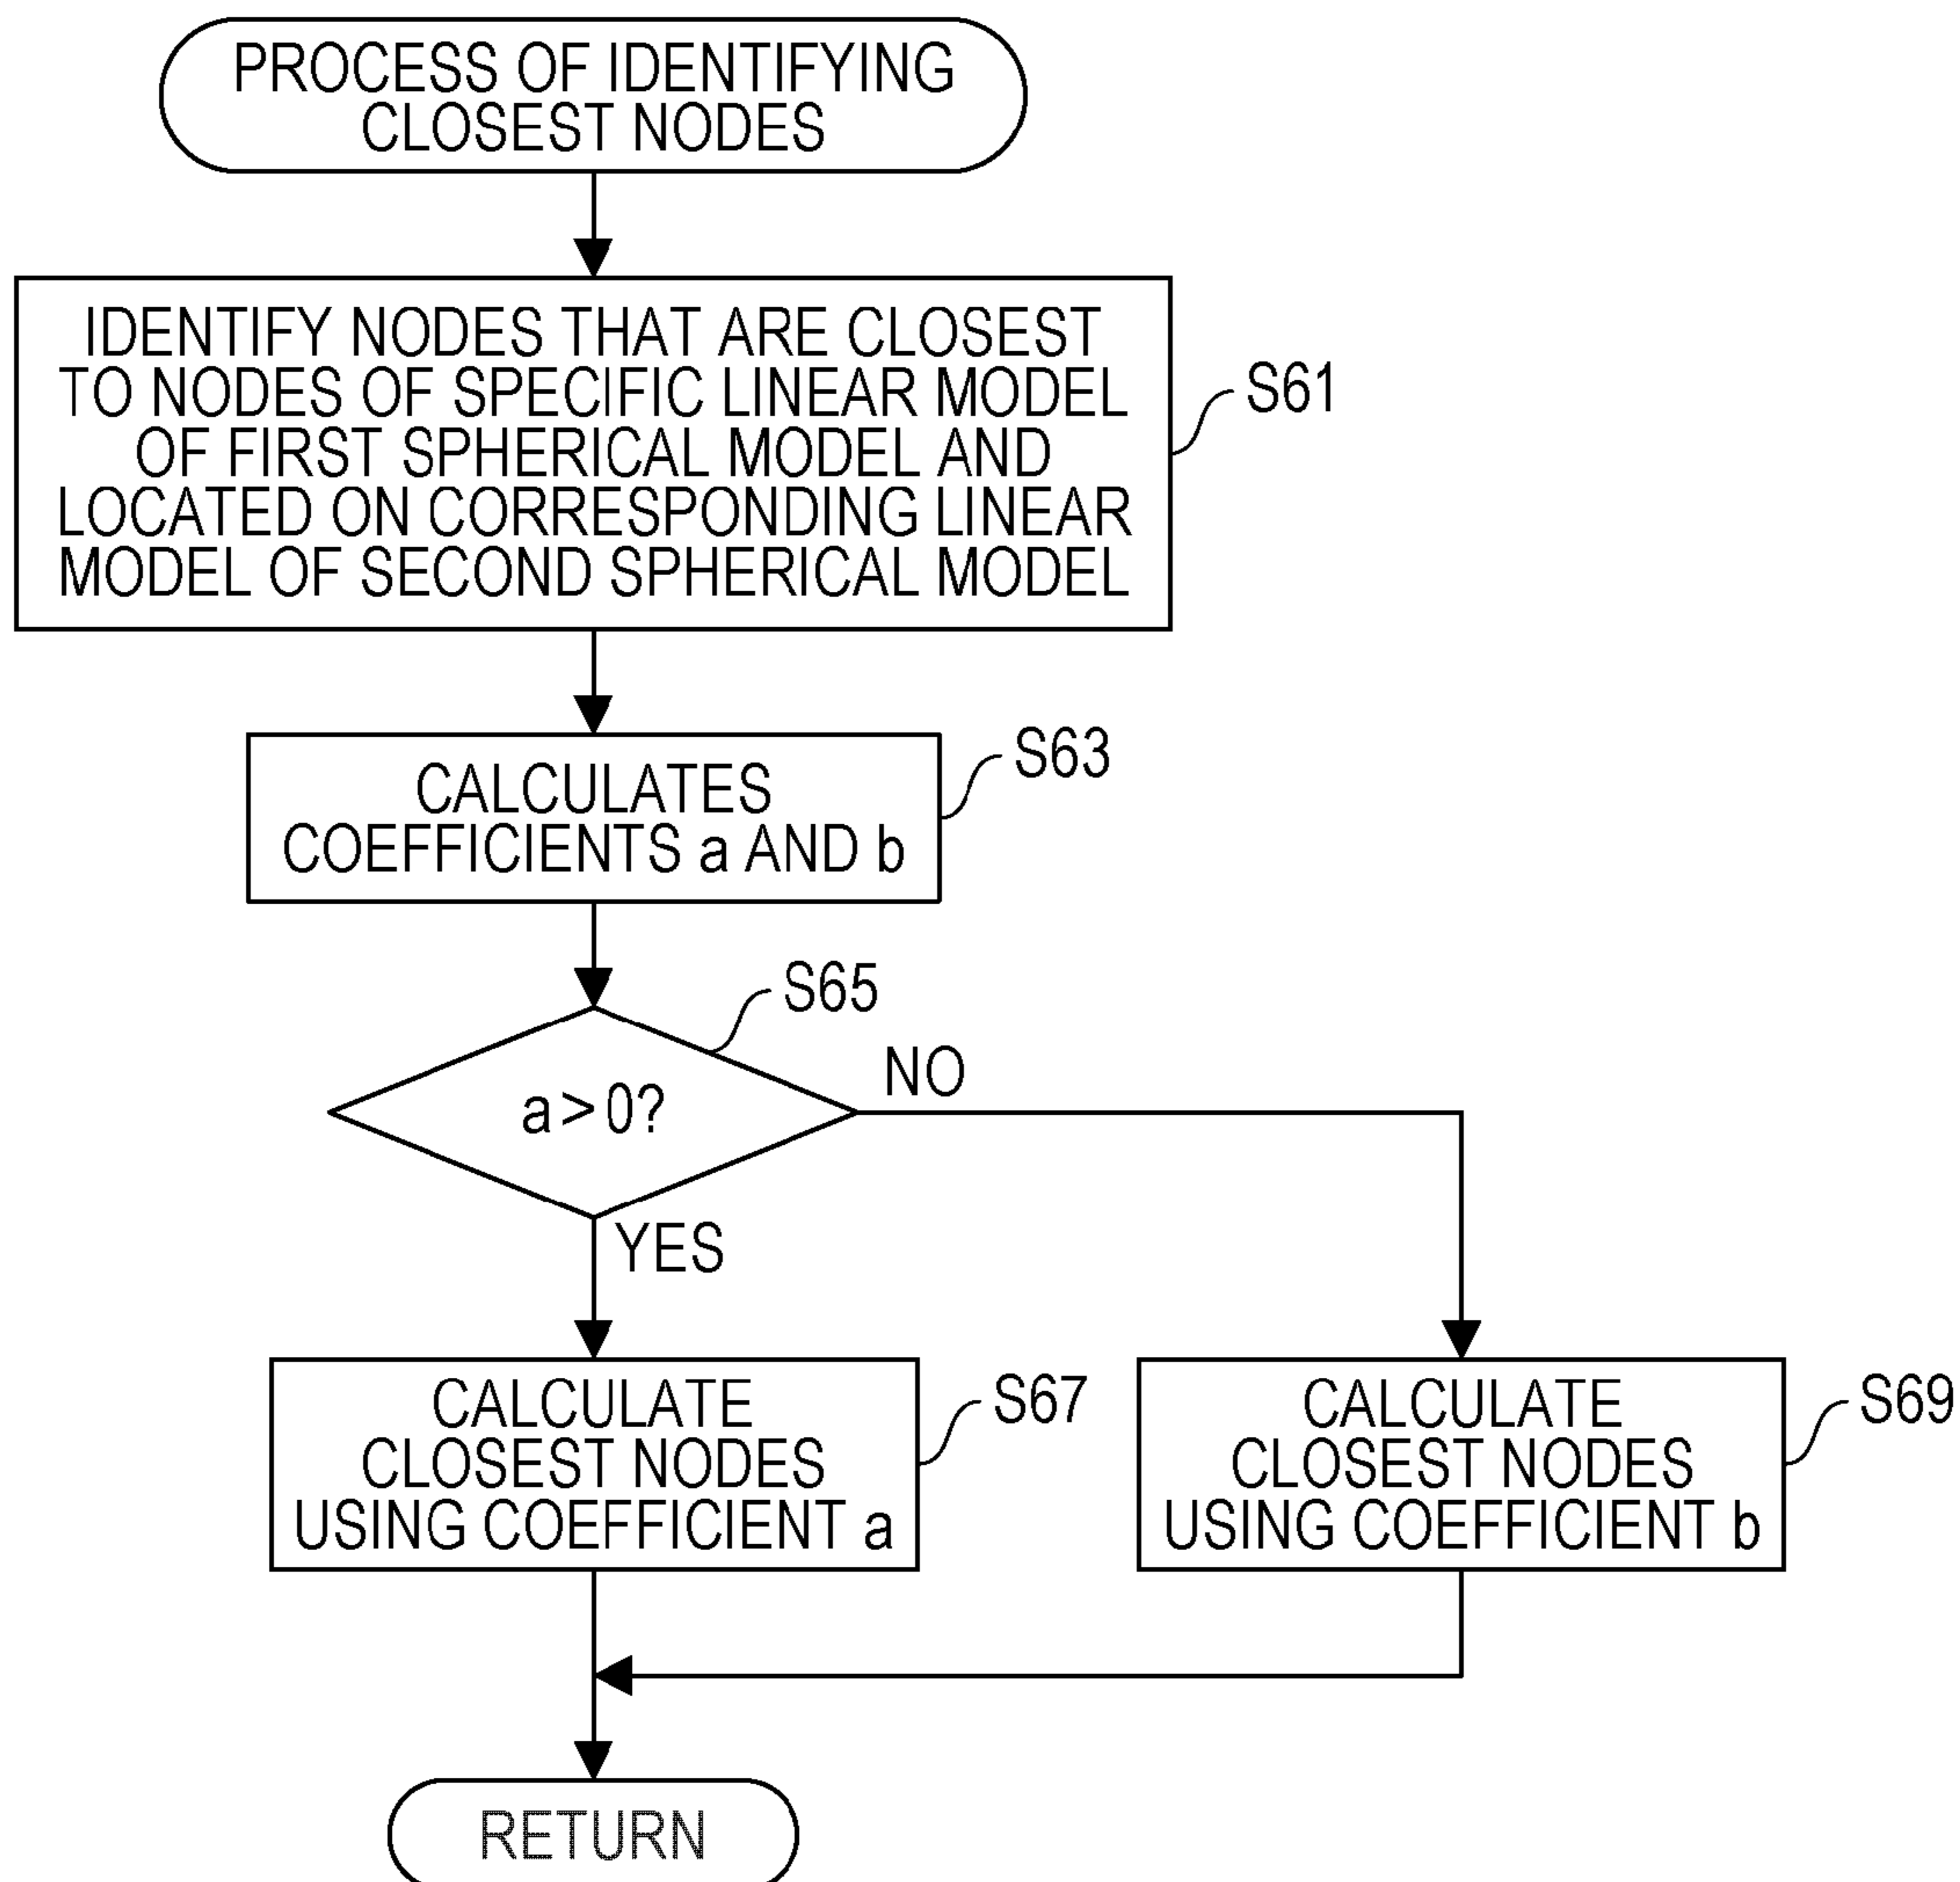 PROCESS OF IDENTIFYING
CLOSEST NODES
IDENTIFY NODES THAT ARE CLOSEST
TO NODES OF SPECIFIC LINEAR MODEL
OF FIRST SPHERICAL MODEL AND
LOCATED ON CORRESPONDING LINEAR
MODEL OF SECOND SPHERICAL MODEL
S61
CALCULATES
COEFFICIENTS a AND b
S63
a>0?
S65
NO
YES
CALCULATE
CLOSEST NODES
USING COEFFICIENT a
S67
CALCULATE
CLOSEST NODES
USING COEFFICIENT b
S69
RETURN